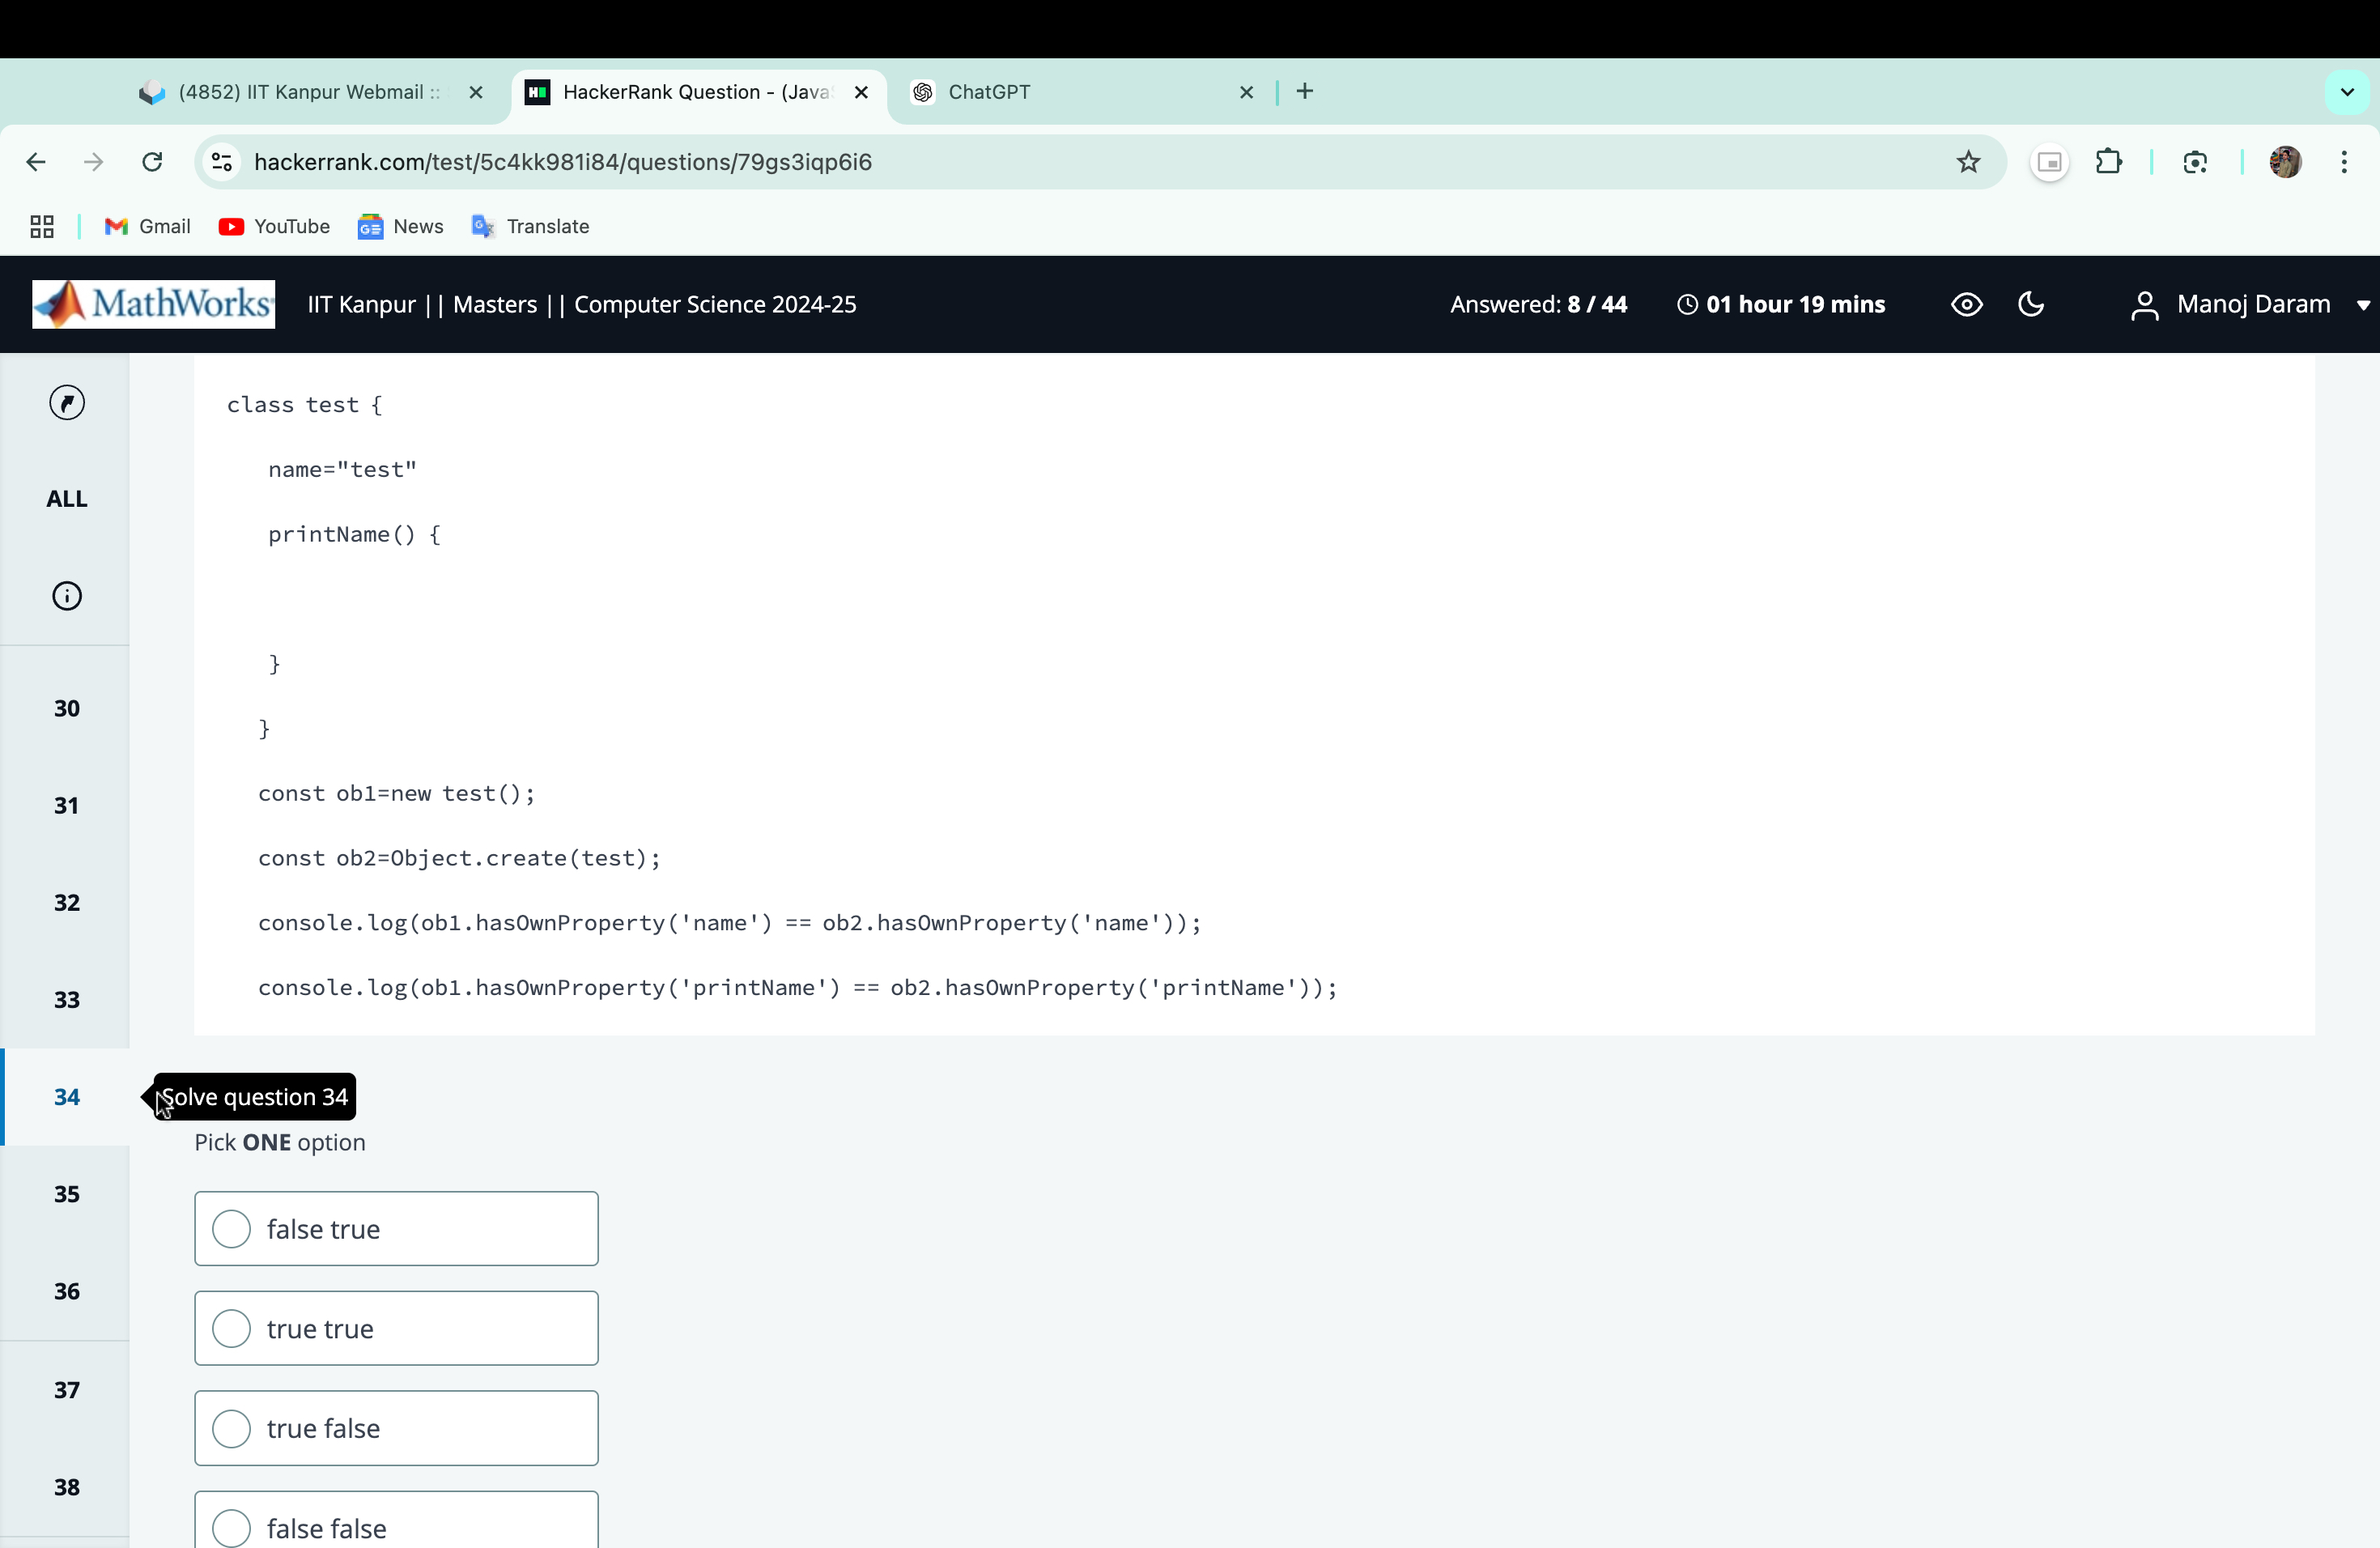 (4852) IIT Kanpur Webmail ::
HackerRank Question - (Java
ChatGPT
hackerrank.com/test/5c4kk981i84/questions/79gs3iqp6i6
Gmail
YouTube
News
Translate
MathWorks
IIT Kanpur || Masters || Computer Science 2024-25
Answered: 8 / 44
01 hour 19 mins
Manoj Daram
ALL
30
31
32
33
34
35
36
37
38
class test {
name="test"
printName() {
}
}
const ob1=new test();
const ob2=Object.create(test);
console.log(ob1.hasOwnProperty('name') == ob2.hasOwnProperty('name'));
console.log(ob1.hasOwnProperty('printName') == ob2.hasOwnProperty('printName'));
Solve question 34
Pick ONE option
false true
true true
true false
false false